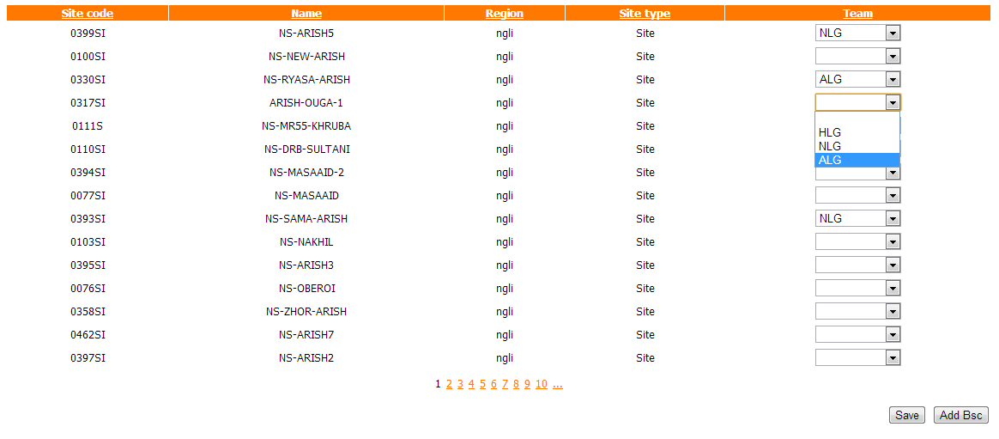 Site code Name Region Site type Team
0399SI NS-ARISH5 ngli Site NLG
0100SI NS-NEW-ARISH ngli Site
0330SI NS-RYASA-ARISH ngli Site ALG
0317SI ARISH-OUGA-1 ngli Site
0111S NS-MR55-KHRUBA ngli Site
HLG
0110SI NS-DRB-SULTANI ngli Site NLG
ALG
0394SI NS-MASAAID-2 ngli Site
0077SI NS-MASAAID ngli Site
0393SI NS-SAMA-ARISH ngli Site NLG
0103SI NS-NAKHIL ngli Site
0395SI NS-ARISH3 ngli Site
0076SI NS-OBEROI ngli Site
0358SI NS-ZHOR-ARISH ngli Site
0462SI NS-ARISH7 ngli Site
0397SI NS-ARISH2 ngli Site
1 2 3 4 5 6 7 8 9 10 ...
Save Add Bsc